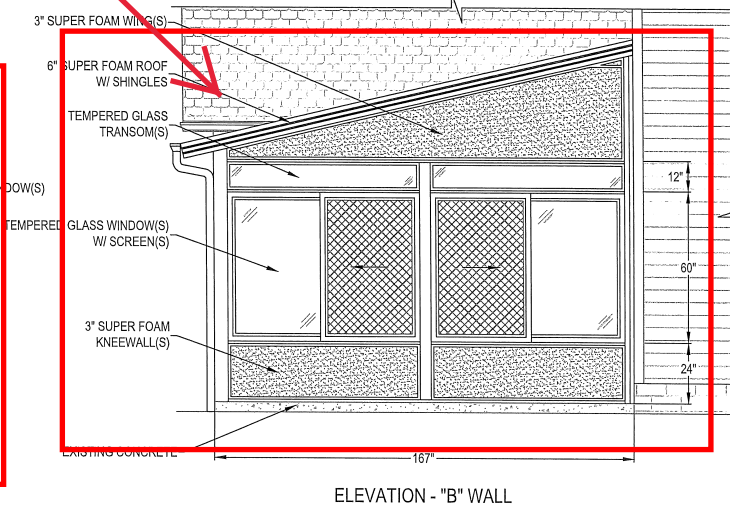 3" SUPER FOAM WING(S)
6" SUPER FOAM ROOF
W/ SHINGLES
TEMPERED GLASS
TRANSOM(S)
12"
DOW(S)
TEMPERED GLASS WINDOW(S)
W/ SCREEN(S)
60"
3" SUPER FOAM
KNEEWALL(S)
24"
EXISTING CONCRETE
167"
ELEVATION - "B" WALL